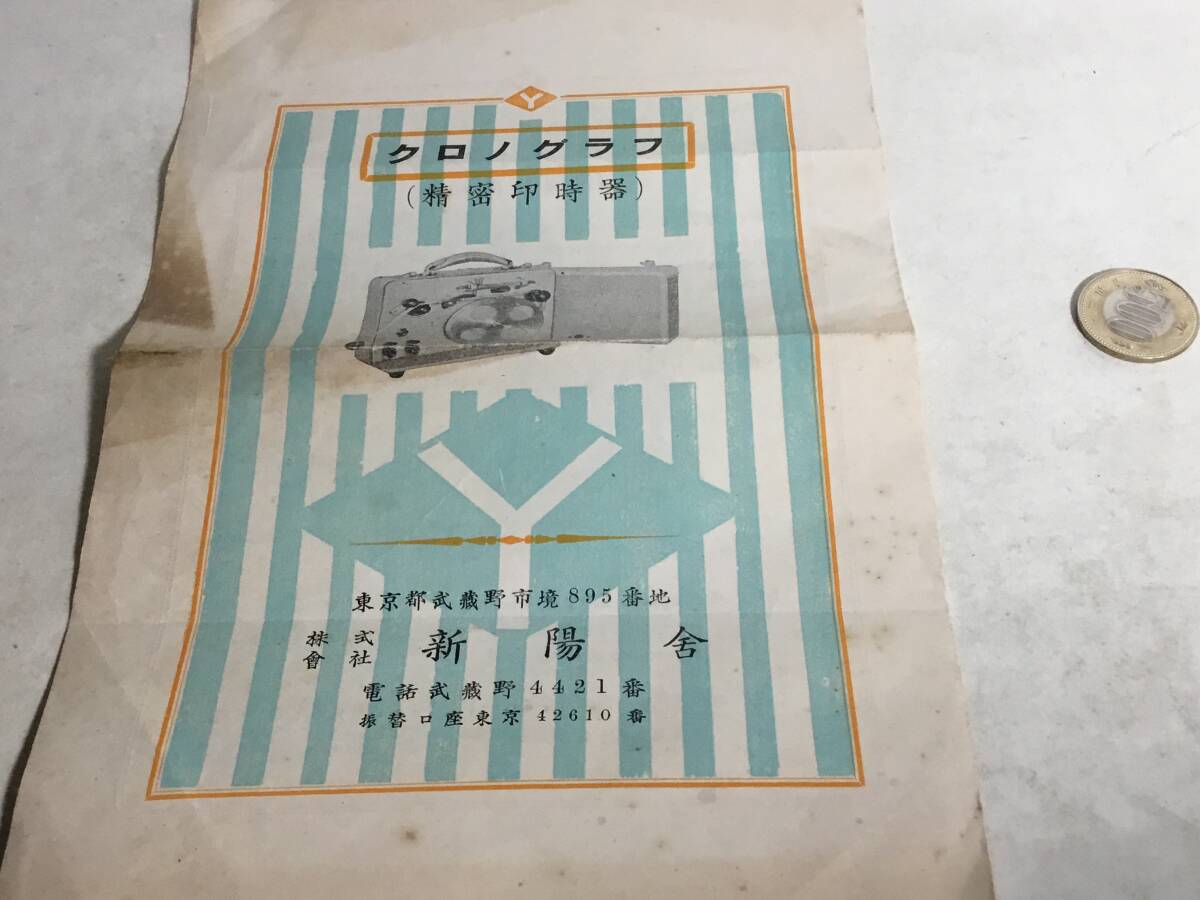 Y
クロノグラフ
(精密印時器)
東京都武蔵野市境895番地
株式會社 新陽舍
電話武蔵野4421番
振替口座東京42610番